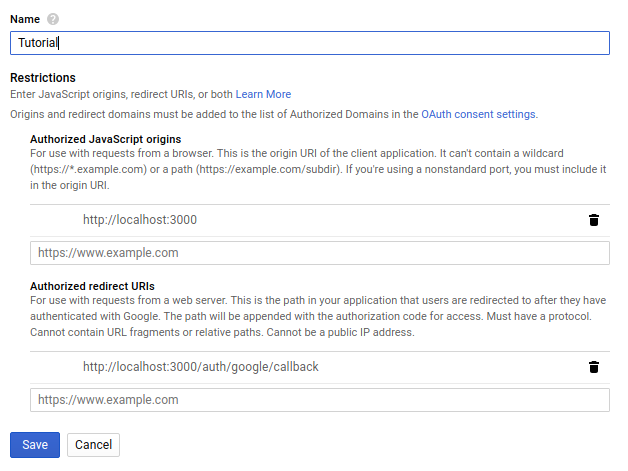 Name ?
Tutorial
Restrictions
Enter JavaScript origins, redirect URIs, or both Learn More
Origins and redirect domains must be added to the list of Authorized Domains in the OAuth consent settings.
Authorized JavaScript origins
For use with requests from a browser. This is the origin URI of the client application. It can't contain a wildcard
(https://*.example.com) or a path (https://example.com/subdir). If you're using a nonstandard port, you must include it
in the origin URI.
http://localhost:3000
https://www.example.com
Authorized redirect URIs
For use with requests from a web server. This is the path in your application that users are redirected to after they have
authenticated with Google. The path will be appended with the authorization code for access. Must have a protocol.
Cannot contain URL fragments or relative paths. Cannot be a public IP address.
http://localhost:3000/auth/google/callback
https://www.example.com
Save Cancel